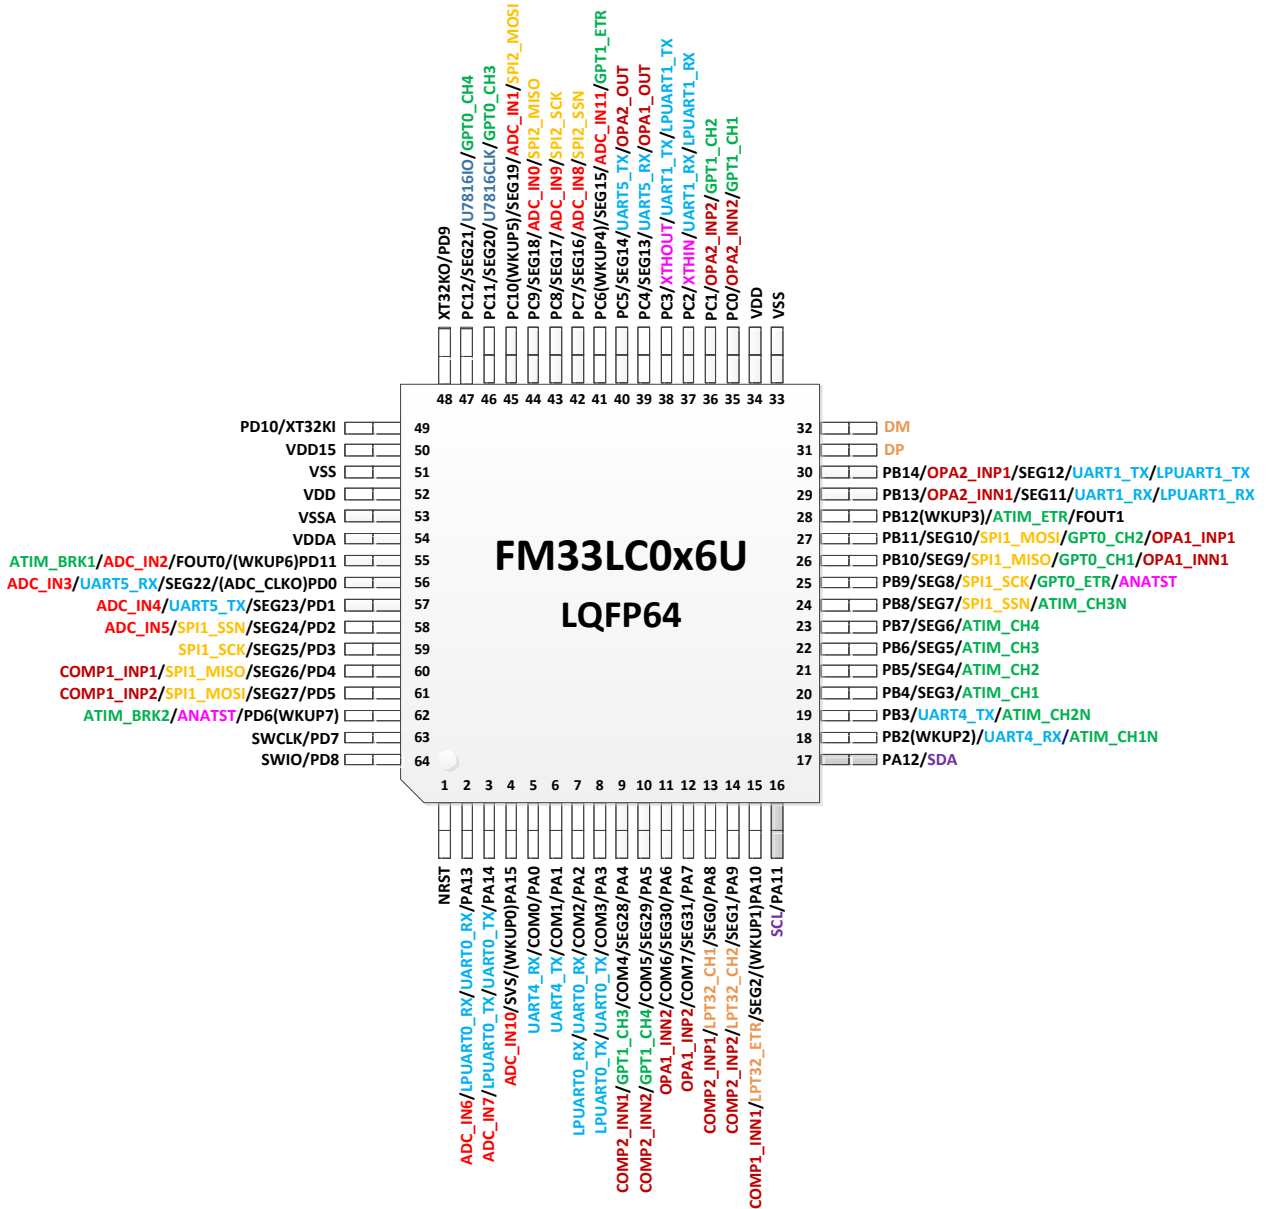 XT32KO/PD9
PC12/SEG21/U7816IO/GPT0_CH4
PC11/SEG20/U7816CLK/GPT0_CH3
PC10(WKUP5)/SEG19/ADC_IN1/SPI2_MOSI
PC9/SEG18/ADC_IN0/SPI2_MISO
PC8/SEG17/ADC_IN9/SPI2_SCK
PC7/SEG16/ADC_IN8/SPI2_SSN
PC6(WKUP4)/SEG15/ADC_IN11/GPT1_ETR
PC5/SEG14/UART5_TX/OPA2_OUT
PC4/SEG13/UART5_RX/OPA1_OUT
PC3/XTHOUT/UART1_TX/LPUART1_TX
PC2/XTHIN/UART1_RX/LPUART1_RX
PC1/OPA2_INP2/GPT1_CH2
PC0/OPA2_INN2/GPT1_CH1
VDD
VSS
48 47 46 45 44 43 42 41 40 39 38 37 36 35 34 33
PD10/XT32KI 49
VDD15 50
VSS 51
VDD 52
VSSA 53
VDDA 54
ATIM_BRK1/ADC_IN2/FOUT0/(WKUP6)PD11 55
ADC_IN3/UART5_RX/SEG22/(ADC_CLKO)PD0 56
ADC_IN4/UART5_TX/SEG23/PD1 57
ADC_IN5/SPI1_SSN/SEG24/PD2 58
SPI1_SCK/SEG25/PD3 59
COMP1_INP1/SPI1_MISO/SEG26/PD4 60
COMP1_INP2/SPI1_MOSI/SEG27/PD5 61
ATIM_BRK2/ANATST/PD6(WKUP7) 62
SWCLK/PD7 63
SWIO/PD8 64
FM33LC0x6U
LQFP64
32 DM
31 DP
30 PB14/OPA2_INP1/SEG12/UART1_TX/LPUART1_TX
29 PB13/OPA2_INN1/SEG11/UART1_RX/LPUART1_RX
28 PB12(WKUP3)/ATIM_ETR/FOUT1
27 PB11/SEG10/SPI1_MOSI/GPT0_CH2/OPA1_INP1
26 PB10/SEG9/SPI1_MISO/GPT0_CH1/OPA1_INN1
25 PB9/SEG8/SPI1_SCK/GPT0_ETR/ANATST
24 PB8/SEG7/SPI1_SSN/ATIM_CH3N
23 PB7/SEG6/ATIM_CH4
22 PB6/SEG5/ATIM_CH3
21 PB5/SEG4/ATIM_CH2
20 PB4/SEG3/ATIM_CH1
19 PB3/UART4_TX/ATIM_CH2N
18 PB2(WKUP2)/UART4_RX/ATIM_CH1N
17 PA12/SDA
1 2 3 4 5 6 7 8 9 10 11 12 13 14 15 16
NRST
ADC_IN6/LPUART0_RX/UART0_RX/PA13
ADC_IN7/LPUART0_TX/UART0_TX/PA14
ADC_IN10/SVS/(WKUP0)PA15
UART4_RX/COM0/PA0
UART4_TX/COM1/PA1
LPUART0_RX/UART0_RX/COM2/PA2
LPUART0_TX/UART0_TX/COM3/PA3
COMP2_INN1/GPT1_CH3/COM4/SEG28/PA4
COMP2_INN2/GPT1_CH4/COM5/SEG29/PA5
OPA1_INN2/COM6/SEG30/PA6
OPA1_INP2/COM7/SEG31/PA7
COMP2_INP1/LPT32_CH1/SEG0/PA8
COMP2_INP2/LPT32_CH2/SEG1/PA9
COMP1_INN1/LPT32_ETR/SEG2/(WKUP1)PA10
SCL/PA11